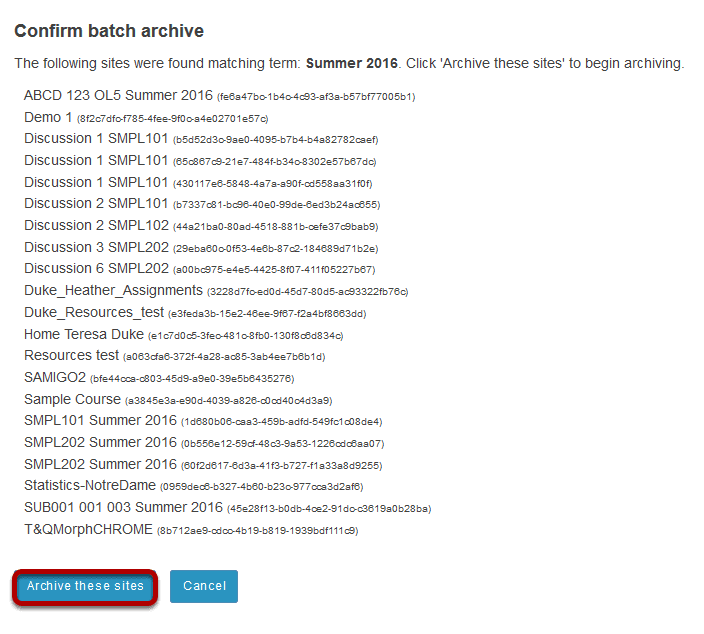 Confirm batch archive
The following sites were found matching term: Summer 2016. Click 'Archive these sites' to begin archiving.
ABCD 123 OL5 Summer 2016 (fe6a47bc-1b4c-4c93-af3a-b57bf77005b1)
Demo 1 (8f2c7dfc-f785-4fee-9f0c-a4e02701e57c)
Discussion 1 SMPL101 (b5d52d3c-9ae0-4095-b7b4-b4a82782caef)
Discussion 1 SMPL101 (65c867c9-21e7-484f-b34c-8302e57b67dc)
Discussion 1 SMPL101 (430117e6-5848-4a7a-a90f-cd558aa31f0f)
Discussion 2 SMPL101 (b7337c81-bc96-40e0-99de-6ed3b24ac655)
Discussion 2 SMPL102 (44a21ba0-80ad-4518-881b-cefe37c9bab9)
Discussion 3 SMPL202 (29eba60c-0f53-4e6b-87c2-184689d71b2e)
Discussion 6 SMPL202 (a00bc975-e4e5-4425-8f07-411f05227b67)
Duke_Heather_Assignments (3228d7fc-ed0d-45d7-80d5-ac93322fb76c)
Duke_Resources_test (e3feda3b-15e2-46ee-9f67-f2a4bf8663dd)
Home Teresa Duke (e1c7d0c5-3fec-481c-8fb0-130f8c6d834c)
Resources test (a063cfa6-372f-4a28-ac85-3ab4ee7b6b1d)
SAMIGO2 (bfe44cca-c803-45d9-a9e0-39e5b6435276)
Sample Course (a3845e3a-e90d-4039-a826-c0cd40c4d3a9)
SMPL101 Summer 2016 (1d680b06-caa3-459b-adfd-549fc1c08de4)
SMPL202 Summer 2016 (0b556e12-59cf-48c3-9a53-1226cdc6aa07)
SMPL202 Summer 2016 (60f2d617-6d3a-41f3-b727-f1a33a8d9255)
Statistics-NotreDame (0959dec6-b327-4b60-b23c-977cca3d2af6)
SUB001 001 003 Summer 2016 (45e28f13-b0db-4ce2-91dc-c3619a0b28ba)
T&QMorphCHROME (8b712ae9-cdcc-4b19-b819-1939bdf111c9)
Archive these sites
Cancel